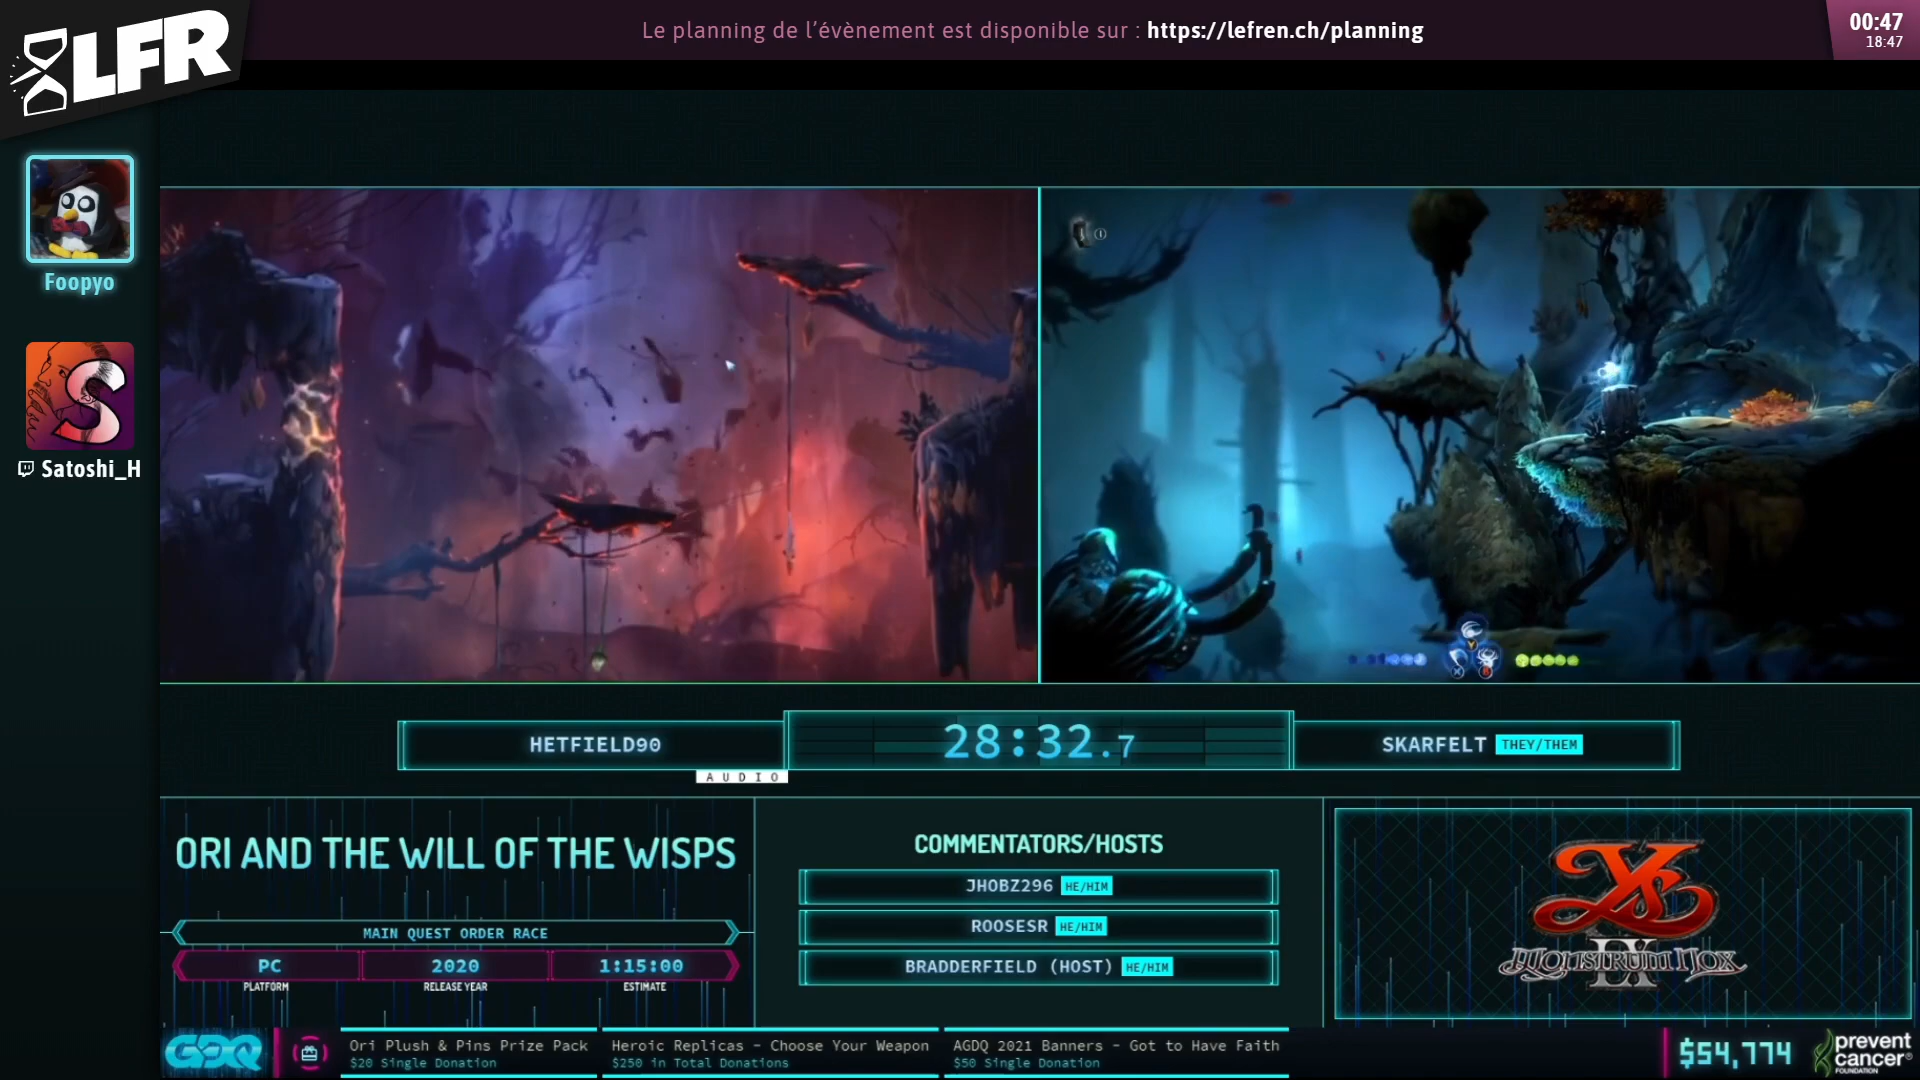 LFR
Le planning de l'évènement est disponible sur : https://lefren.ch/planning
00:47
18:47
Foopyo
S
Satoshi_H
HETFIELD90
28:32.7
SKARFELT THEY/THEM
AUDIO
ORI AND THE WILL OF THE WISPS
MAIN QUEST ORDER RACE
PC
2020
1:15:00
PLATFORM
RELEASE YEAR
ESTIMATE
COMMENTATORS/HOSTS
JHOBZ296 HE/HIM
ROOSESR HE/HIM
BRADDERFIELD (HOST) HE/HIM
YS
IX
MONSTRUM NOX
GDQ
Ori Plush & Pins Prize Pack
$20 Single Donation
Heroic Replicas - Choose Your Weapon
$250 in Total Donations
AGDQ 2021 Banners - Got to Have Faith
$50 Single Donation
$54,774
prevent
cancer
FOUNDATION